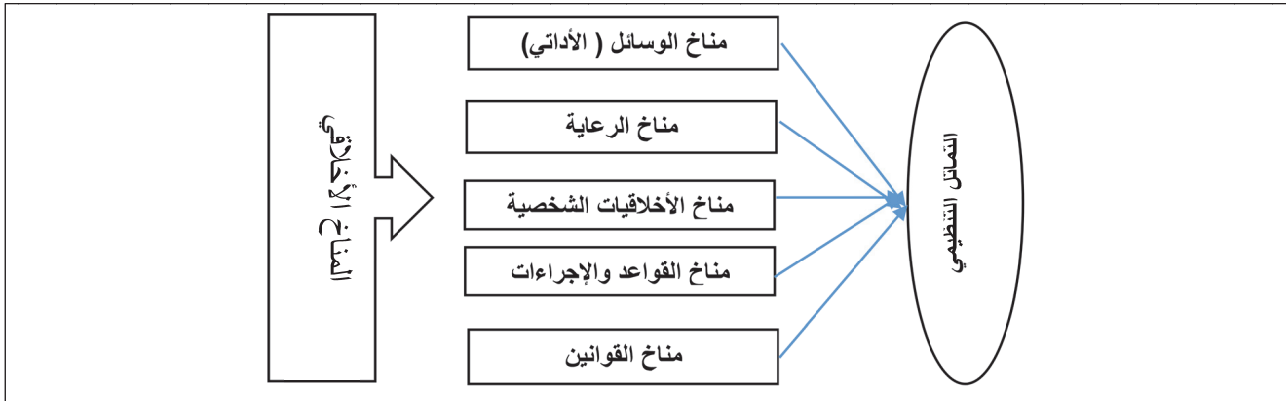 المناخ الأخلاقي
مناخ الوسائل ( الأداتي)
مناخ الرعاية
مناخ الأخلاقيات الشخصية
مناخ القواعد والإجراءات
مناخ القوانين
التماثل التنظيمي